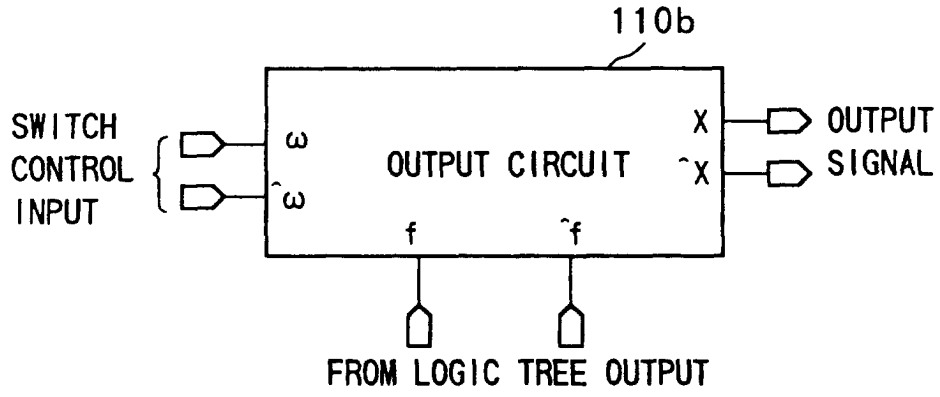 110b
SWITCH
CONTROL
INPUT
ω
^ω
OUTPUT CIRCUIT
X
^X
OUTPUT
SIGNAL
f
^f
FROM LOGIC TREE OUTPUT